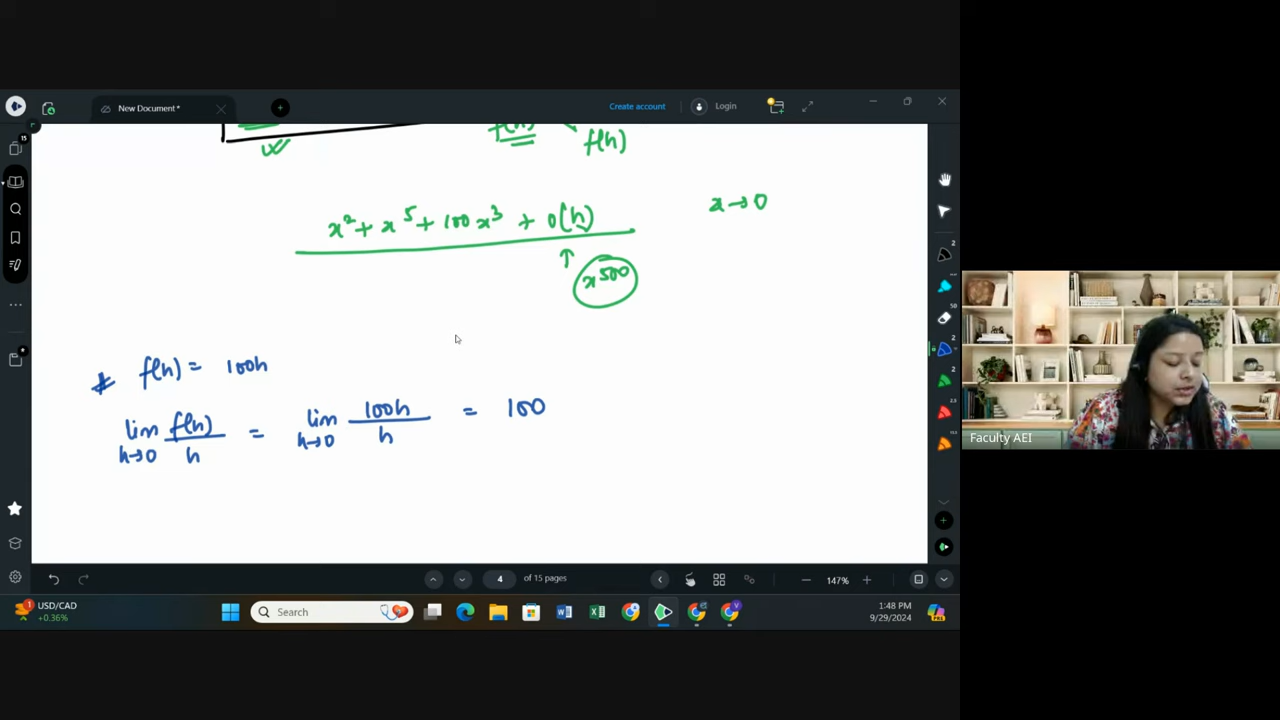 New Document*
Create account
Login
f(h)
f(h)
x² + x⁵ + 100x³ + o(h)
x → 0
↑
x⁵⁰⁰
* f(h) = 100h
lim h→0 f(h)/h = lim h→0 100h/h = 100
Faculty AEI
4 of 15 pages
147%
USD/CAD
+0.36%
Search
1:48 PM
9/29/2024